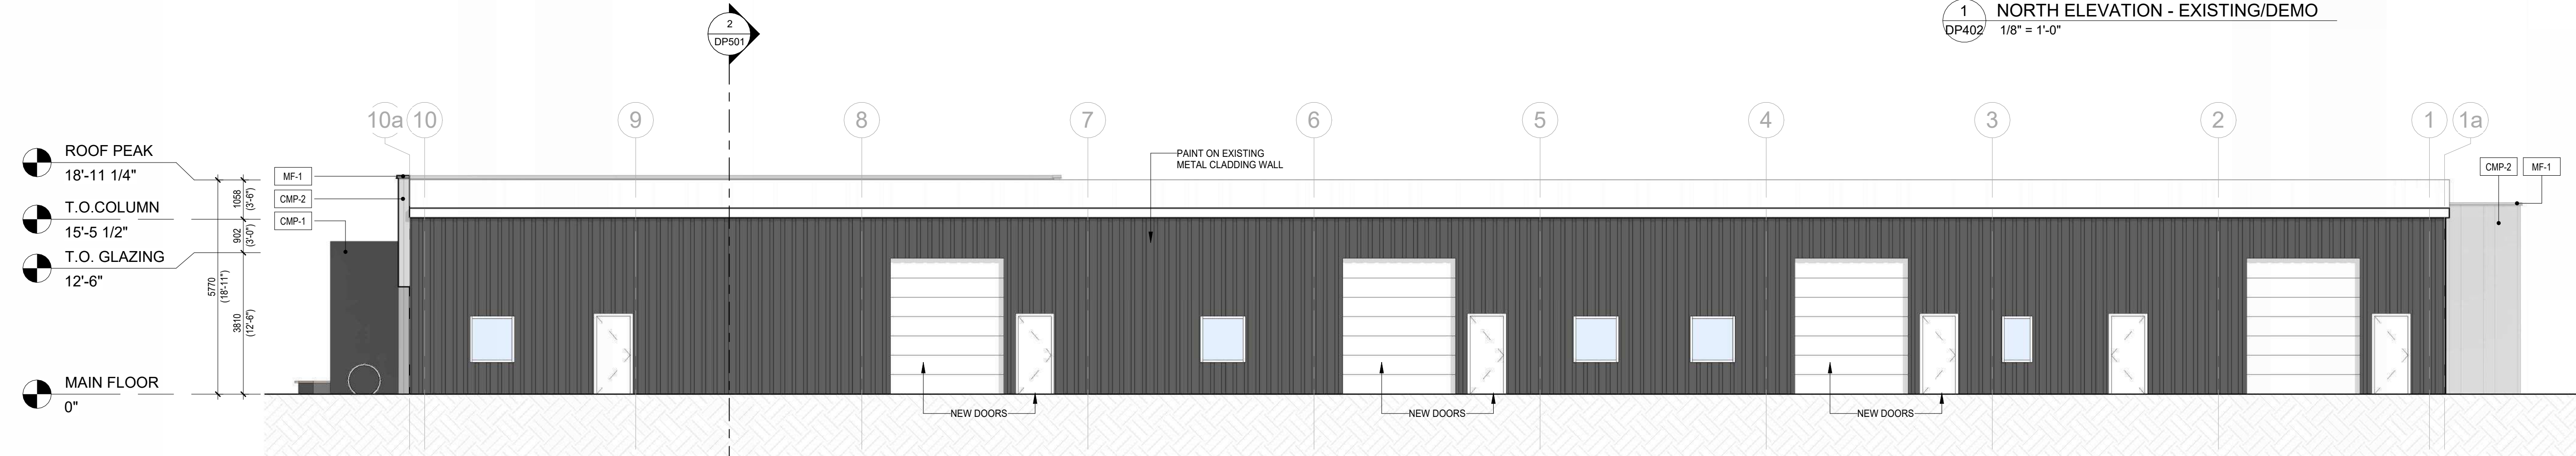 2
DP501
1
DP402
NORTH ELEVATION - EXISTING/DEMO
1/8" = 1'-0"
10a
10
9
8
7
6
5
4
3
2
1
1a
ROOF PEAK
18'-11 1/4"
T.O.COLUMN
15'-5 1/2"
T.O. GLAZING
12'-6"
MAIN FLOOR
0"
5770
(18'-11")
1058
(3'-6")
902
(3'-0")
3810
(12'-6")
MF-1
CMP-2
CMP-1
PAINT ON EXISTING
METAL CLADDING WALL
CMP-2
MF-1
NEW DOORS
NEW DOORS
NEW DOORS